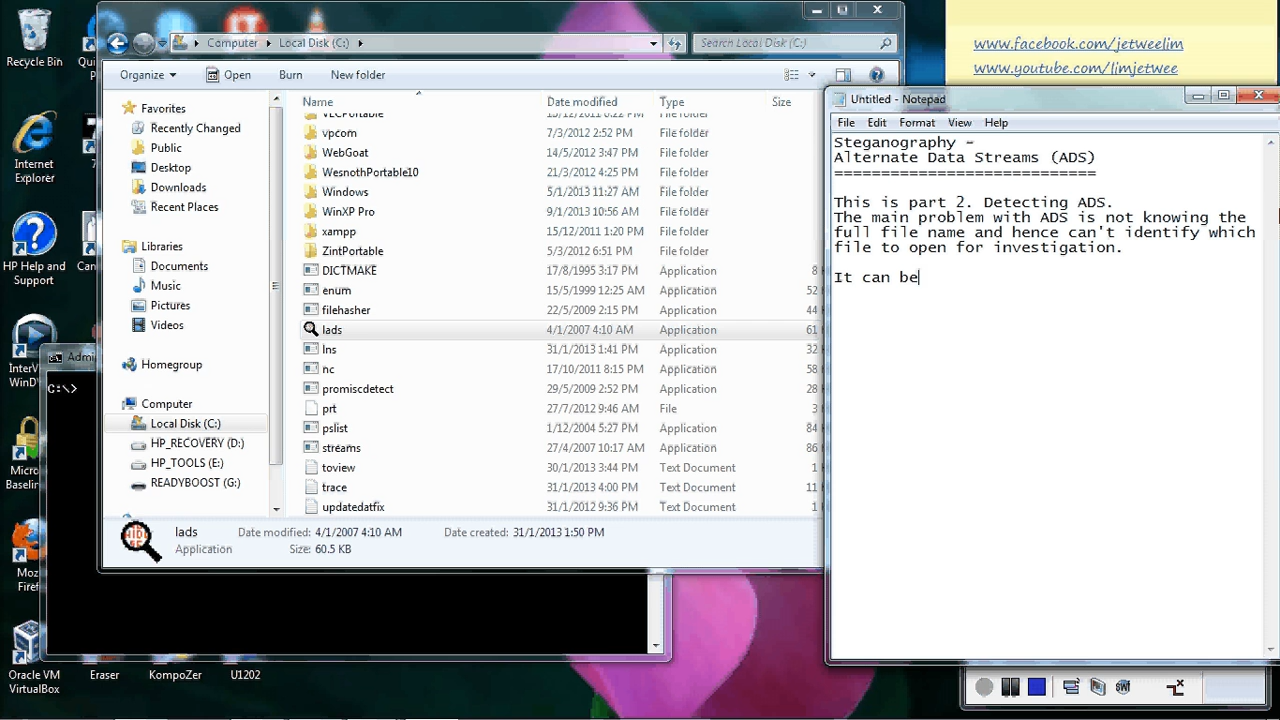 Recycle Bin
Internet
Explorer
HP Help and
Support
Oracle VM
VirtualBox
Eraser
KompoZer
U1202
C:\>
Computer
Local Disk (C:)
Search Local Disk (C:)
Organize
Open
Burn
New folder
Favorites
Recently Changed
Public
Desktop
Downloads
Recent Places
Libraries
Documents
Music
Pictures
Videos
Homegroup
Computer
Local Disk (C:)
HP_RECOVERY (D:)
HP_TOOLS (E:)
READYBOOST (G:)
Name Date modified Type Size
vpcom 7/3/2012 2:52 PM File folder
WebGoat 14/5/2012 3:47 PM File folder
WesnothPortable10 21/3/2012 4:25 PM File folder
Windows 5/1/2013 11:27 AM File folder
WinXP Pro 9/1/2013 10:56 AM File folder
xampp 15/12/2011 1:20 PM File folder
ZintPortable 5/3/2012 6:51 PM File folder
DICTMAKE 17/8/1995 3:17 PM Application 8
enum 15/5/1999 12:25 AM Application 52
filehasher 22/5/2009 2:15 PM Application 44
lads 4/1/2007 4:10 AM Application 61
lns 31/1/2013 1:41 PM Application 32
nc 17/10/2011 8:15 PM Application 58
promiscdetect 29/5/2009 2:52 PM Application 28
prt 27/7/2012 9:46 AM File 3
pslist 1/12/2004 5:27 PM Application 84
streams 27/4/2007 10:17 AM Application 86
toview 30/1/2013 3:44 PM Text Document 1
trace 31/1/2013 4:00 PM Text Document 11
updatedatfix 31/1/2012 9:36 PM Text Document 1
lads Date modified: 4/1/2007 4:10 AM Date created: 31/1/2013 1:50 PM
Application Size: 60.5 KB
www.facebook.com/jetweelim
www.youtube.com/limjetwee
Untitled - Notepad
File Edit Format View Help
Steganography -
Alternate Data Streams (ADS)
============================
This is part 2. Detecting ADS.
The main problem with ADS is not knowing the
full file name and hence can't identify which
file to open for investigation.
It can be